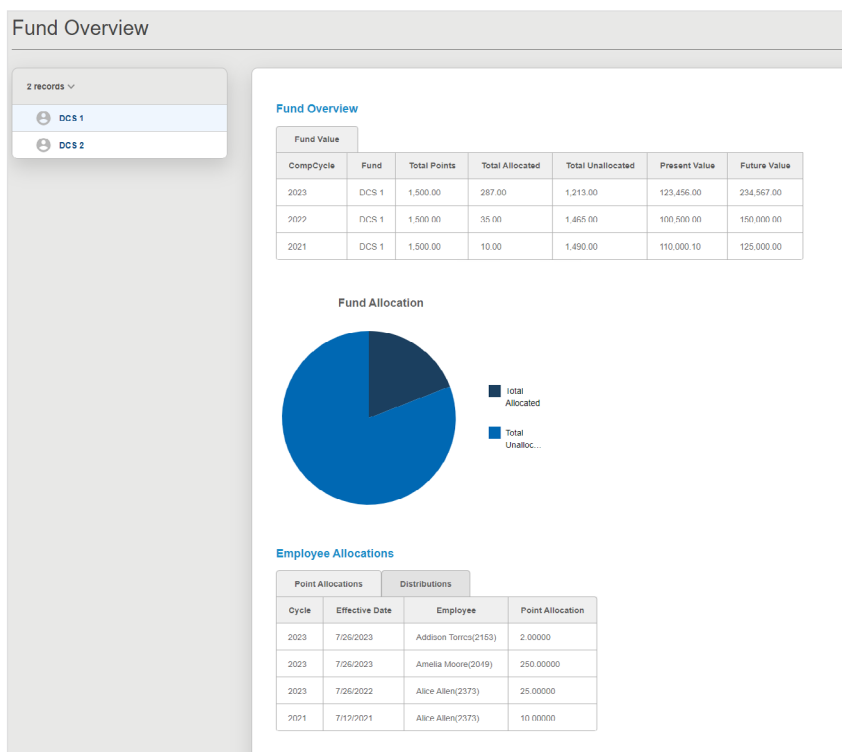 Fund Overview
2 records
DCS 1
DCS 2
Fund Overview
Fund Value
CompCycle Fund Total Points Total Allocated Total Unallocated Present Value Future Value
2023 DCS 1 1,500.00 287.00 1,213.00 123,456.00 234,567.00
2022 DCS 1 1,500.00 35.00 1,465.00 100,500.00 150,000.00
2021 DCS 1 1,500.00 10.00 1,490.00 110,000.10 125,000.00
Fund Allocation
Total
Allocated
Total
Unalloc...
Employee Allocations
Point Allocations Distributions
Cycle Effective Date Employee Point Allocation
2023 7/26/2023 Addison Torres(2153) 2.00000
2023 7/26/2023 Amelia Moore(2049) 250.00000
2023 7/26/2022 Alice Allen(2373) 25.00000
2021 7/12/2021 Alice Allen(2373) 10.00000